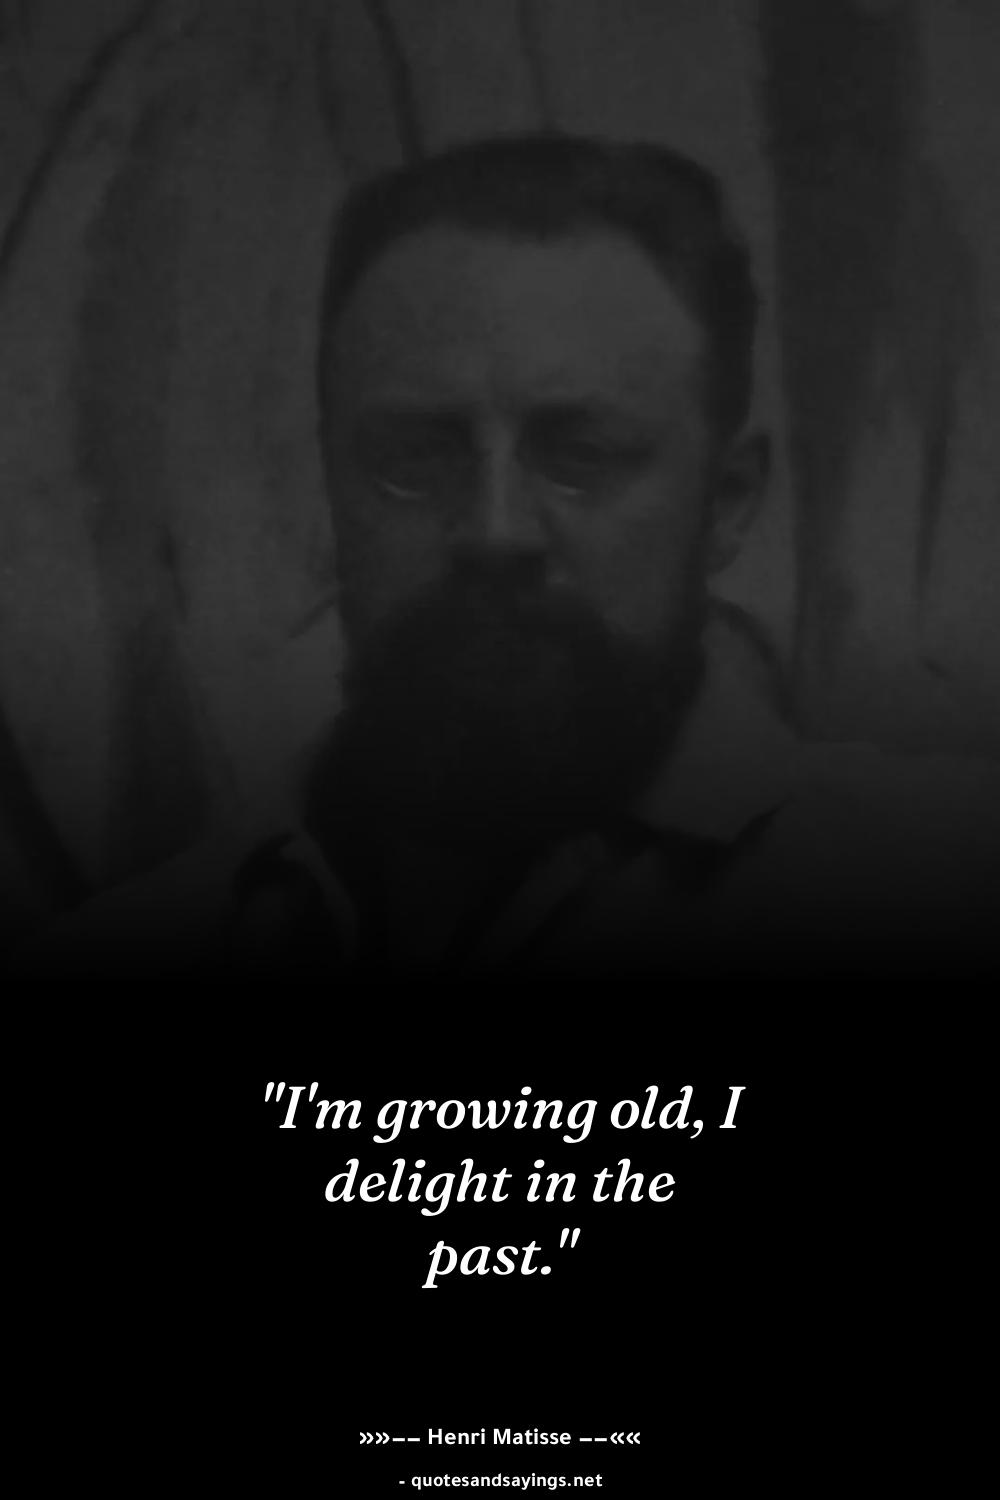 "I'm growing old, I
delight in the
past."
»»–– Henri Matisse ––««
- quotesandsayings.net